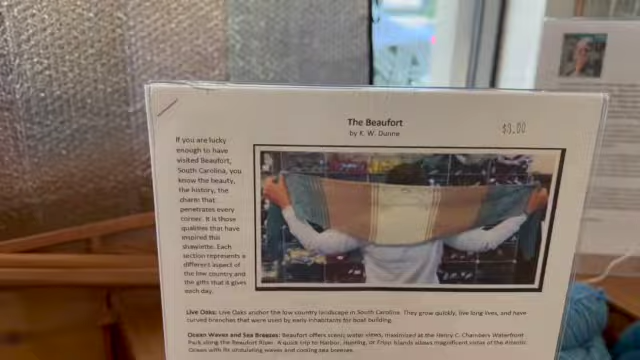 The Beaufort
by K. W. Dunne
$9.00
If you are lucky
enough to have
visited Beaufort,
South Carolina, you
know the beauty,
the history, the
charm that
penetrates every
corner. It is those
qualities that have
inspired this
shawlette. Each
section represents a
different aspect of
the low country and
the gifts that it gives
each day.
Live Oaks: Live Oaks anchor the low country landscape in South Carolina. They grow quickly, live long lives, and have
curved branches that were used by early inhabitants for boat building.
Ocean Waves and Sea Breezes: Beaufort offers scenic water views, maximized at the Henry C. Chambers Waterfront
Park along the Beaufort River. A quick trip to Harbor, Hunting, or Fripp Islands allows magnificent views of the Atlantic
Ocean with its undulating waves and cooling sea breezes.